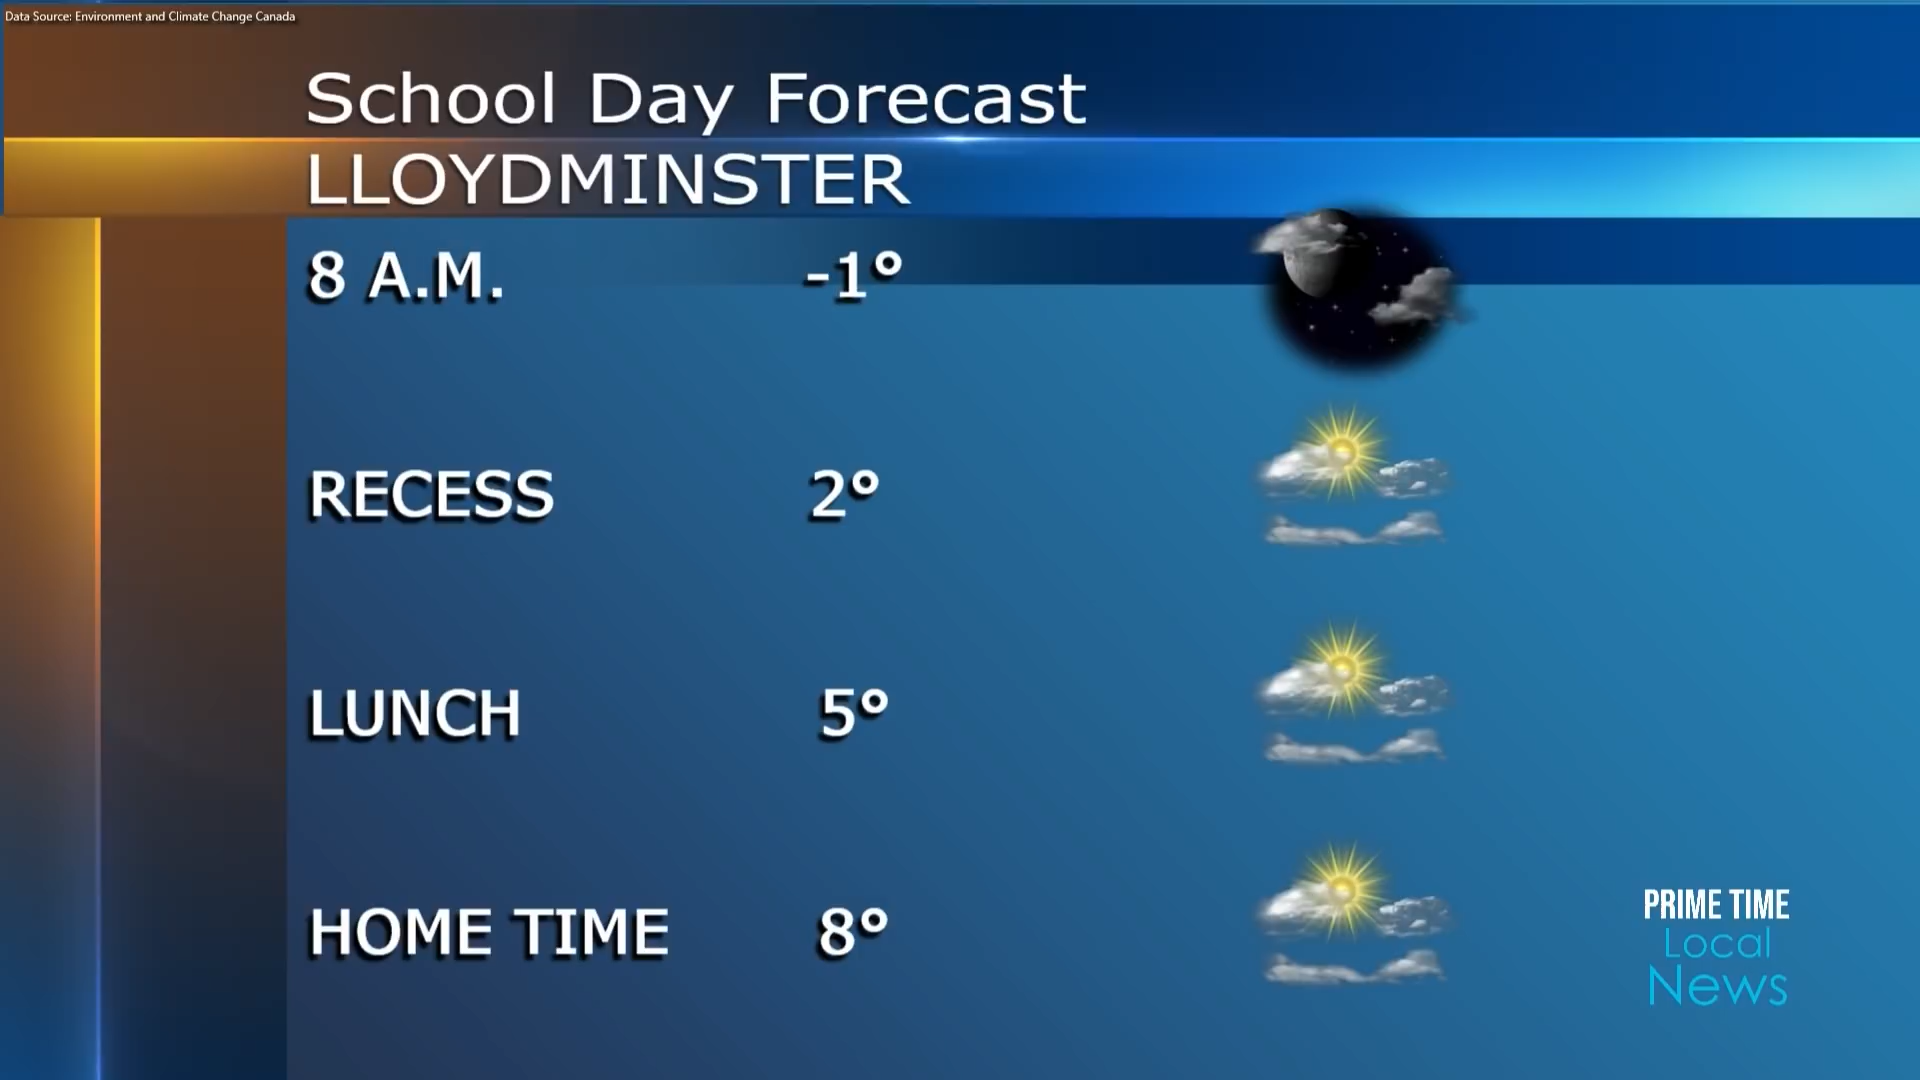 Data Source: Environment and Climate Change Canada
School Day Forecast
LLOYDMINSTER
8 A.M. -1°
RECESS 2°
LUNCH 5°
HOME TIME 8°
PRIME TIME
Local
News